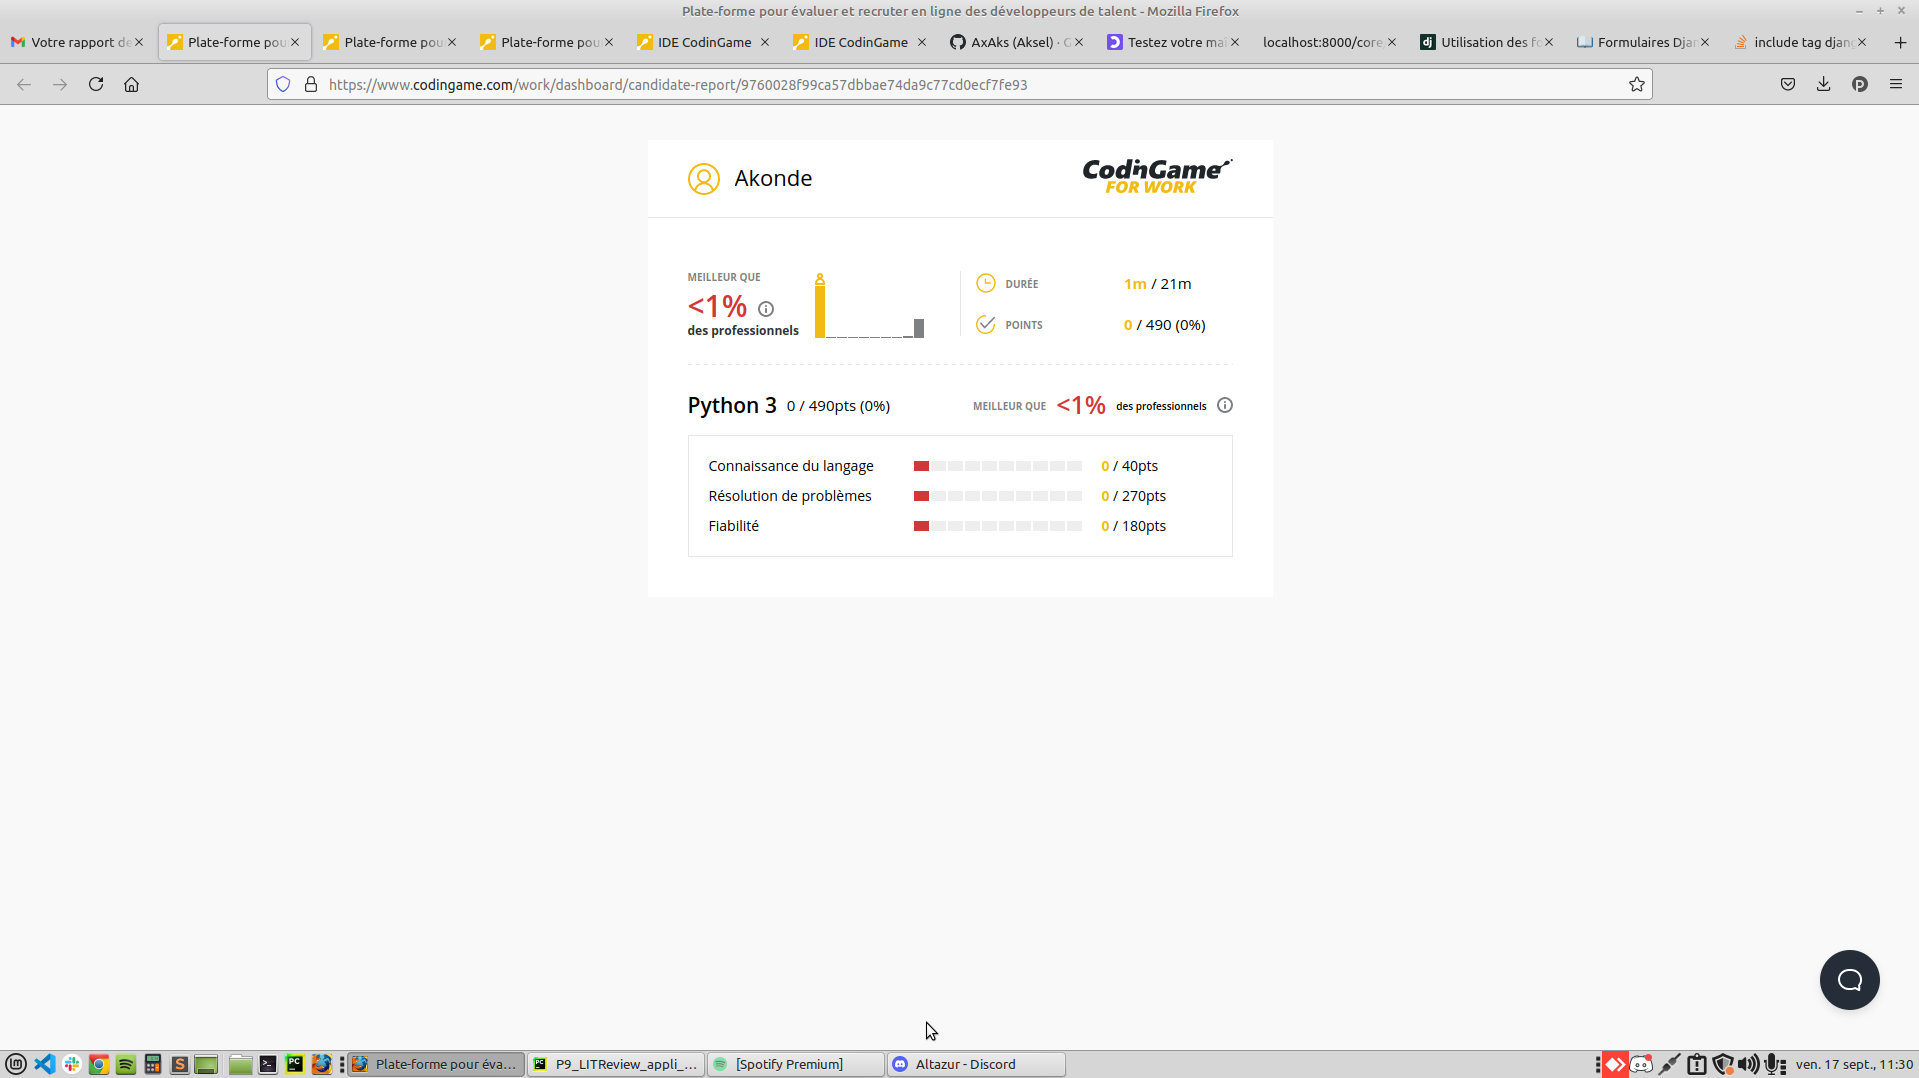 Plate-forme pour évaluer et recruter en ligne des développeurs de talent - Mozilla Firefox
Votre rapport de
Plate-forme pou
Plate-forme pou
Plate-forme pou
IDE CodinGame
IDE CodinGame
AxAks (Aksel) · G
Testez votre mai
localhost:8000/core
Utilisation des fo
Formulaires Djan
include tag djang
https://www.codingame.com/work/dashboard/candidate-report/9760028f99ca57dbbae74da9c77cd0ecf7fe93
Akonde
CodinGame
FOR WORK
MEILLEUR QUE
<1%
des professionnels
DURÉE 1m / 21m
POINTS 0 / 490 (0%)
Python 3 0 / 490pts (0%)
MEILLEUR QUE <1% des professionnels
Connaissance du langage 0 / 40pts
Résolution de problèmes 0 / 270pts
Fiabilité 0 / 180pts
Plate-forme pour éva...
P9_LITReview_appli_...
[Spotify Premium]
Altazur - Discord
ven. 17 sept., 11:30